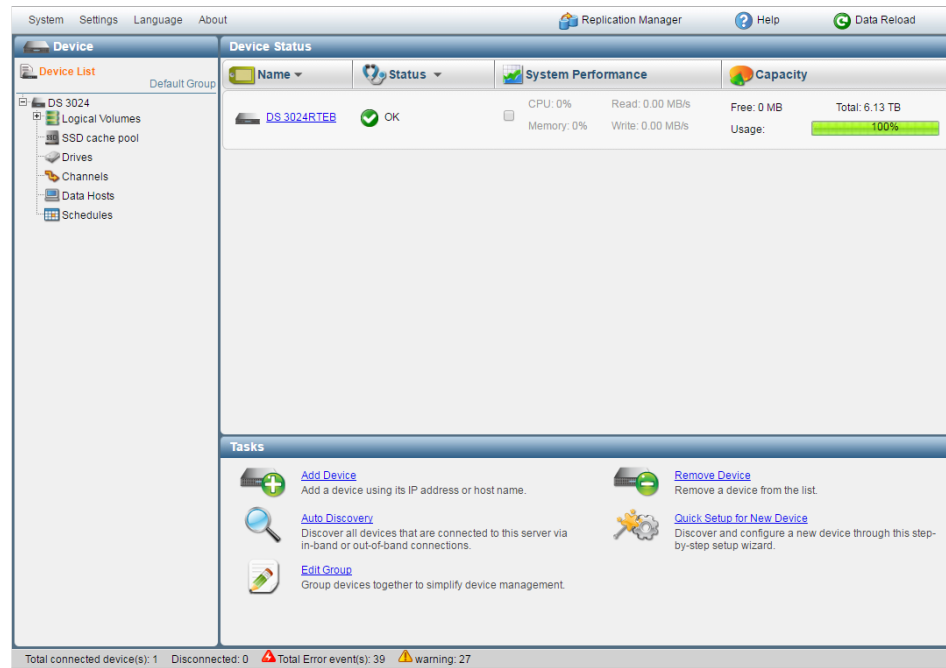 System Settings Language About Replication Manager Help Data Reload
Device
Device List
Default Group
DS 3024
Logical Volumes
SSD cache pool
Drives
Channels
Data Hosts
Schedules
Device Status
Name Status System Performance Capacity
DS 3024RTEB OK
CPU: 0% Read: 0.00 MB/s
Memory: 0% Write: 0.00 MB/s
Free: 0 MB Total: 6.13 TB
Usage: 100%
Tasks
Add Device
Add a device using its IP address or host name.
Remove Device
Remove a device from the list.
Auto Discovery
Discover all devices that are connected to this server via
in-band or out-of-band connections.
Quick Setup for New Device
Discover and configure a new device through this step-
by-step setup wizard.
Edit Group
Group devices together to simplify device management.
Total connected device(s): 1 Disconnected: 0 Total Error event(s): 39 warning: 27